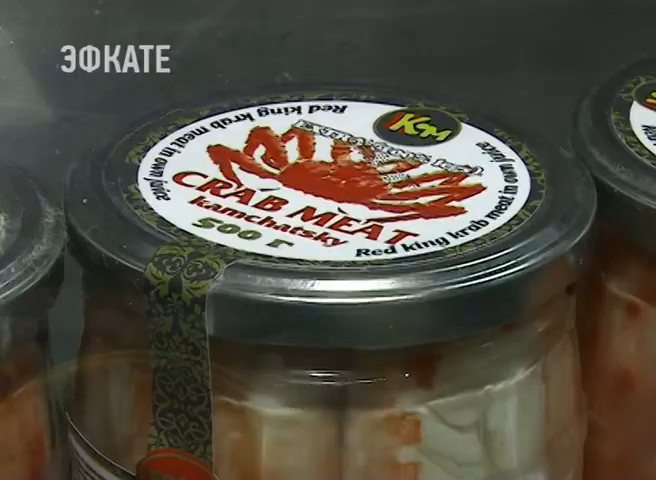 ЭФКАТЕ
Red king krab meat in own juice
KM
CRAB MEAT
kamchatsky
500 г
Red king krab meat in own juice